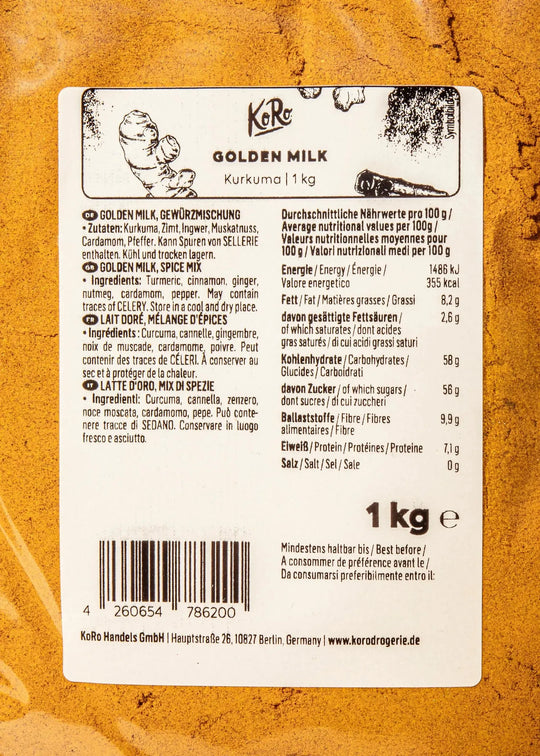 KoRo
Symbolbild
GOLDEN MILK
Kurkuma | 1 kg
DE GOLDEN MILK, GEWÜRZMISCHUNG
• Zutaten: Kurkuma, Zimt, Ingwer, Muskatnuss,
Cardamom, Pfeffer. Kann Spuren von SELLERIE
enthalten. Kühl und trocken lagern.
GB GOLDEN MILK, SPICE MIX
• Ingredients: Turmeric, cinnamon, ginger,
nutmeg, cardamom, pepper. May contain
traces of CELERY. Store in a cool and dry place.
FR LAIT DORÉ, MÉLANGE D'ÉPICES
• Ingrédients: Curcuma, cannelle, gingembre,
noix de muscade, cardamome, poivre. Peut
contenir des traces de CÉLERI. À conserver au
sec et à protéger de la chaleur.
IT LATTE D'ORO, MIX DI SPEZIE
• Ingredienti: Curcuma, cannella, zenzero,
noce moscata, cardamomo, pepe. Può conte-
nere tracce di SEDANO. Conservare in luogo
fresco e asciutto.
Durchschnittliche Nährwerte pro 100 g /
Average nutritional values per 100g /
Valeurs nutritionnelles moyennes pour
100 g / Valori nutrizionali medi per 100 g
Energie / Energy / Énergie / 1486 kJ
Valore energetico 355 kcal
Fett / Fat / Matières grasses / Grassi 8,2 g
davon gesättigte Fettsäuren / 2,6 g
of which saturates / dont acides
gras saturés / di cui acidi grassi saturi
Kohlenhydrate / Carbohydrates / 58 g
Glucides / Carboidrati
davon Zucker / of which sugars / 56 g
dont sucres / di cui zuccheri
Ballaststoffe / Fibre / Fibres 9,9 g
alimentaires / Fibre
Eiweiß / Protein / Protéines / Proteine 7,1 g
Salz / Salt / Sel / Sale 0 g
1 kg e
Mindestens haltbar bis / Best before /
A consommer de préférence avant le /
Da consumarsi preferibilmente entro il:
4 260654 786200
KoRo Handels GmbH | Hauptstraße 26, 10827 Berlin, Germany | www.korodrogerie.de